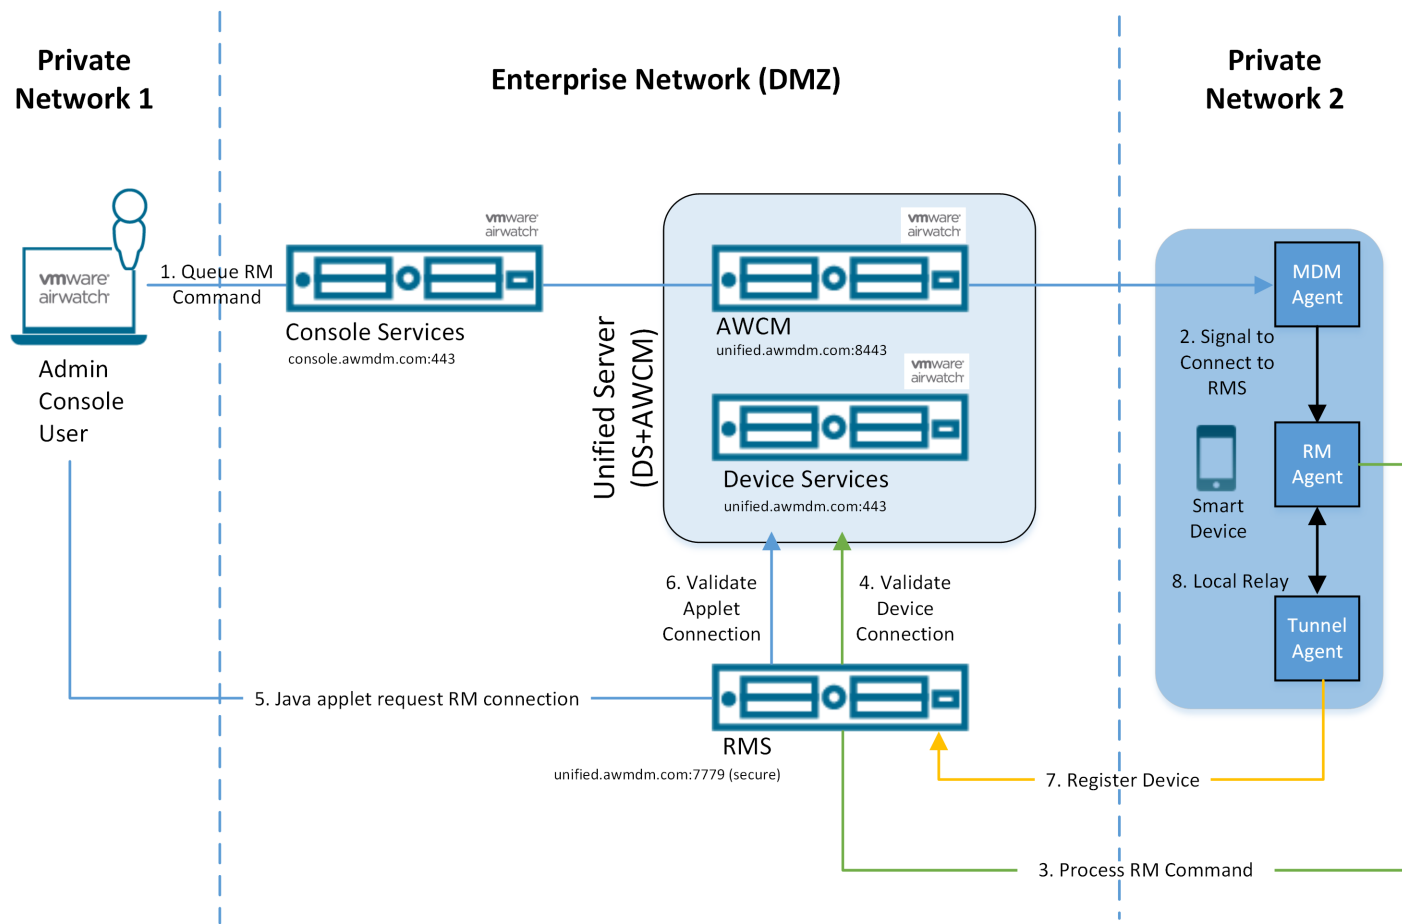 Private
Network 1
Enterprise Network (DMZ)
Private
Network 2
vmware
airwatch
1. Queue RM
Command
Admin
Console
User
vmware
airwatch
Console Services
console.awmdm.com:443
Unified Server
(DS+AWCM)
vmware
airwatch
AWCM
unified.awmdm.com:8443
vmware
airwatch
Device Services
unified.awmdm.com:443
MDM
Agent
2. Signal to
Connect to
RMS
RM
Agent
Smart
Device
8. Local Relay
Tunnel
Agent
6. Validate
Applet
Connection
4. Validate
Device
Connection
5. Java applet request RM connection
RMS
unified.awmdm.com:7779 (secure)
7. Register Device
3. Process RM Command